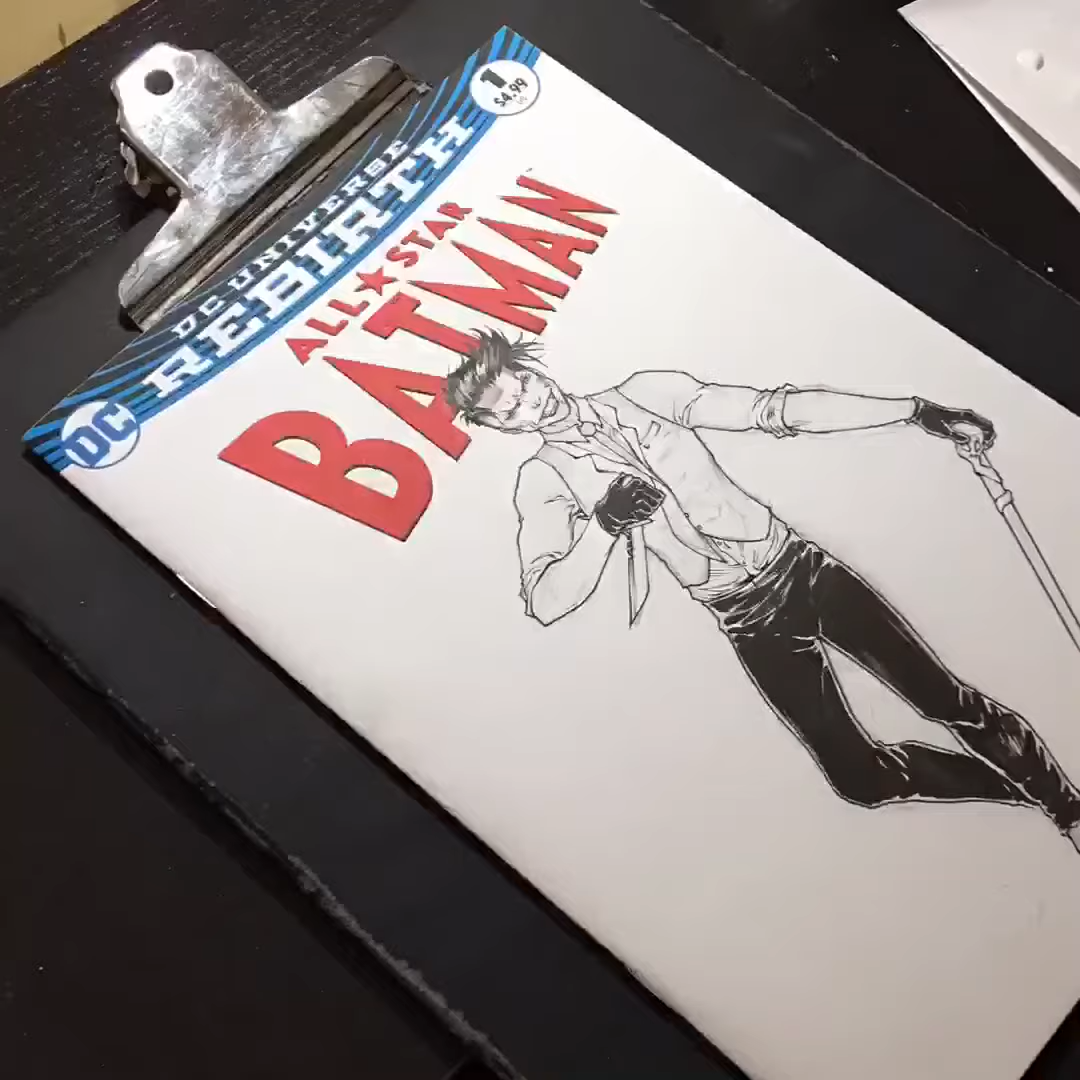 1
$4.99
DC UNIVERSE
REBIRTH
DC
ALL★STAR
BATMAN